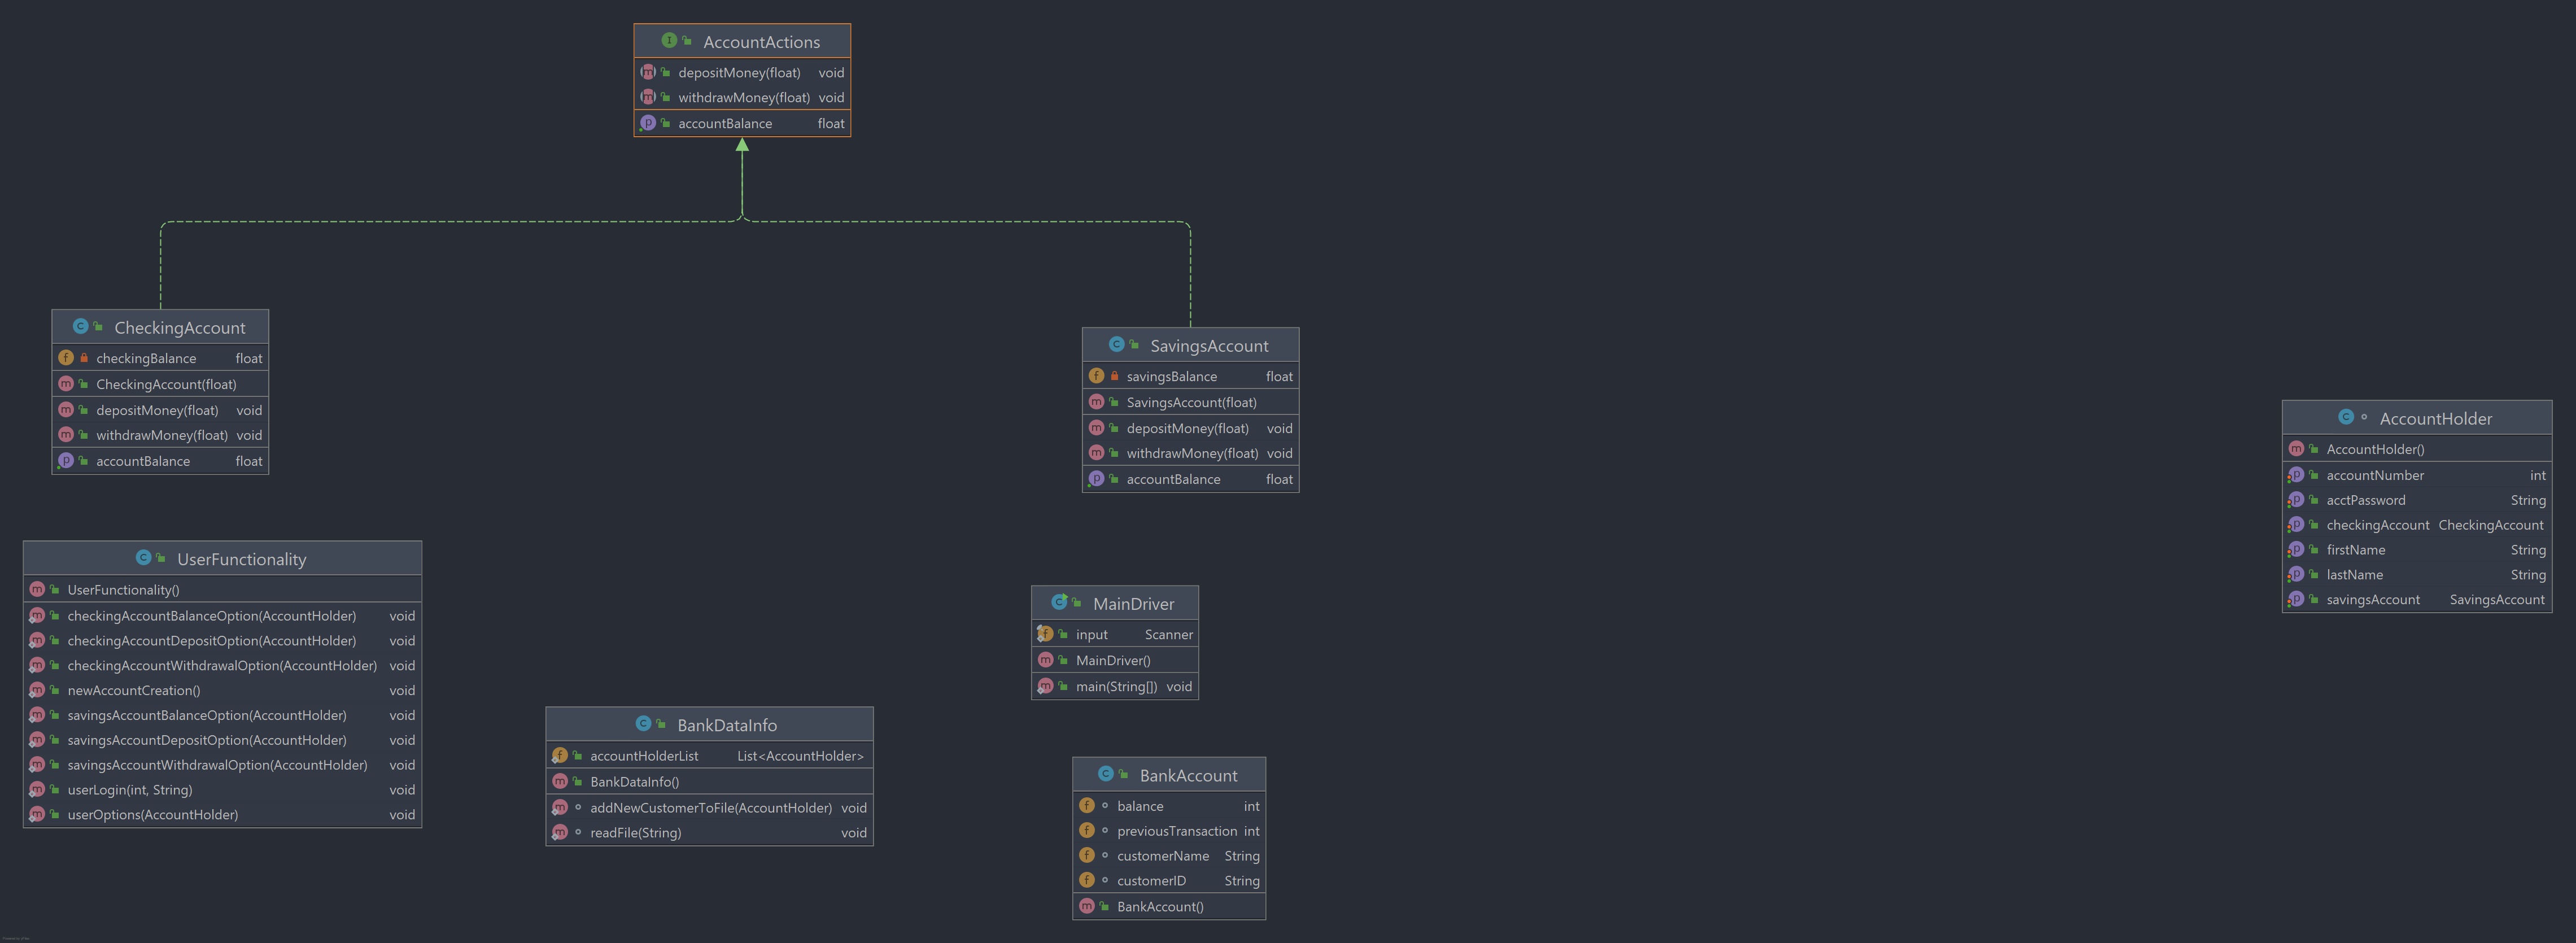 AccountActions
depositMoney(float) void
withdrawMoney(float) void
accountBalance float
CheckingAccount
checkingBalance float
CheckingAccount(float)
depositMoney(float) void
withdrawMoney(float) void
accountBalance float
SavingsAccount
savingsBalance float
SavingsAccount(float)
depositMoney(float) void
withdrawMoney(float) void
accountBalance float
AccountHolder
AccountHolder()
accountNumber int
acctPassword String
checkingAccount CheckingAccount
firstName String
lastName String
savingsAccount SavingsAccount
UserFunctionality
UserFunctionality()
checkingAccountBalanceOption(AccountHolder) void
checkingAccountDepositOption(AccountHolder) void
checkingAccountWithdrawalOption(AccountHolder) void
newAccountCreation() void
savingsAccountBalanceOption(AccountHolder) void
savingsAccountDepositOption(AccountHolder) void
savingsAccountWithdrawalOption(AccountHolder) void
userLogin(int, String) void
userOptions(AccountHolder) void
MainDriver
input Scanner
MainDriver()
main(String[]) void
BankDataInfo
accountHolderList List<AccountHolder>
BankDataInfo()
addNewCustomerToFile(AccountHolder) void
readFile(String) void
BankAccount
balance int
previousTransaction int
customerName String
customerID String
BankAccount()